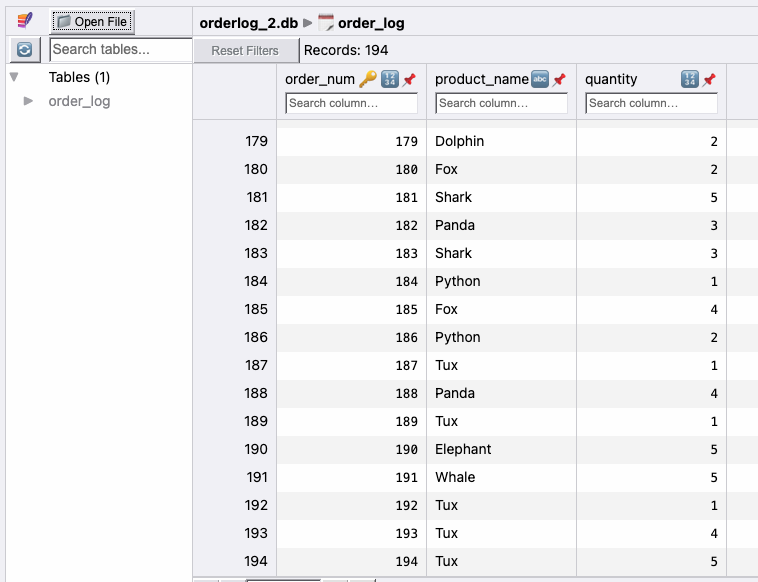 Open File
orderlog_2.db ▶ order_log
Search tables...
Reset Filters Records: 194
Tables (1)
order_log
order_num product_name quantity
Search column... Search column... Search column...
179 179 Dolphin 2
180 180 Fox 2
181 181 Shark 5
182 182 Panda 3
183 183 Shark 3
184 184 Python 1
185 185 Fox 4
186 186 Python 2
187 187 Tux 1
188 188 Panda 4
189 189 Tux 1
190 190 Elephant 5
191 191 Whale 5
192 192 Tux 1
193 193 Tux 4
194 194 Tux 5